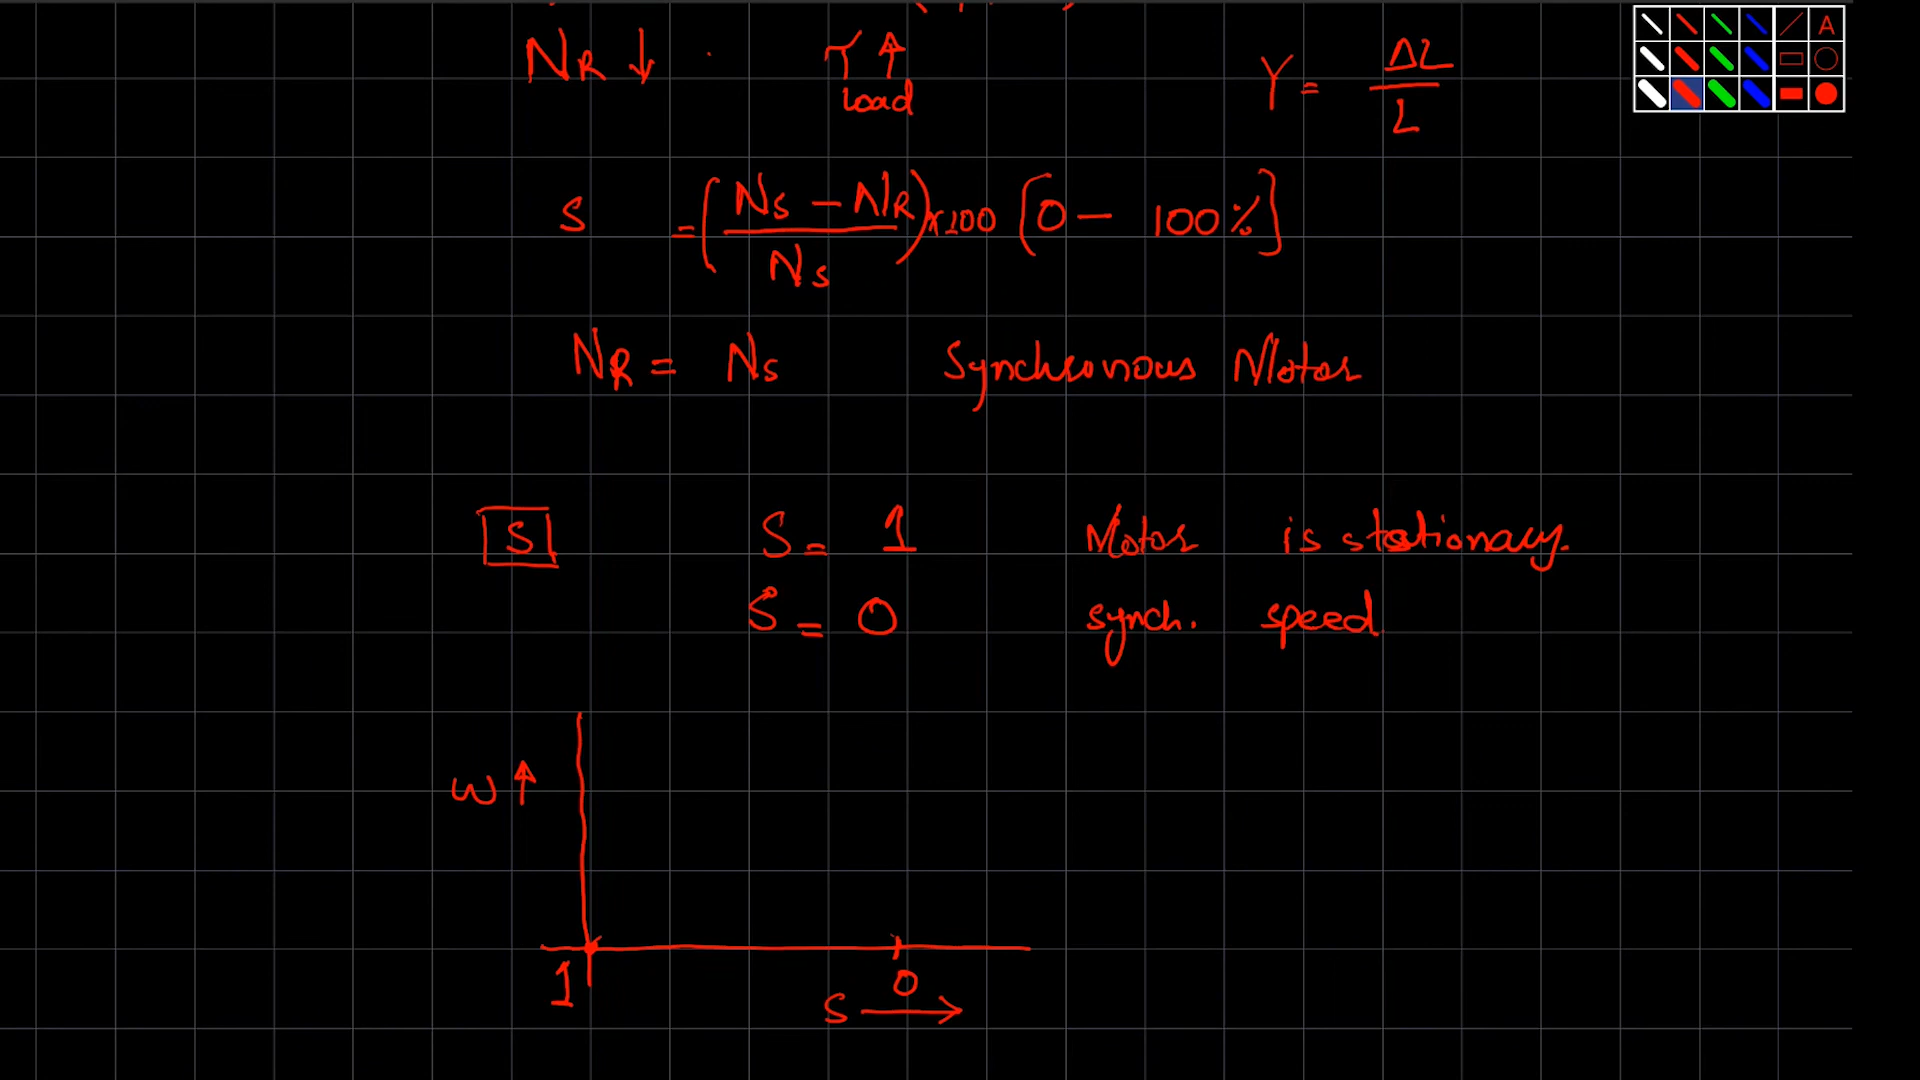 NR ↓ T ↑ Y = ΔL / L
Load
s = (Ns − NR / Ns) × 100 [0 — 100 %]
NR = Ns Synchronous Motor
S S = 1 Motor is stationary.
S = 0 synch. speed
ω ↑
1 0
S →
A